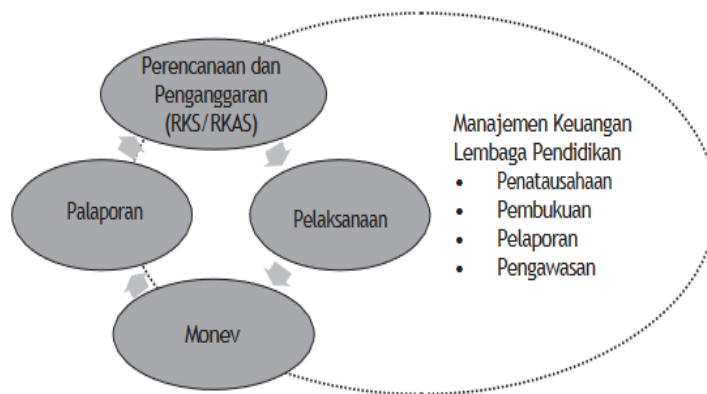 Perencanaan dan
Penganggaran
(RKS/RKAS)
Palaporan
Pelaksanaan
Monev
Manajemen Keuangan
Lembaga Pendidikan
• Penatausahaan
• Pembukuan
• Pelaporan
• Pengawasan